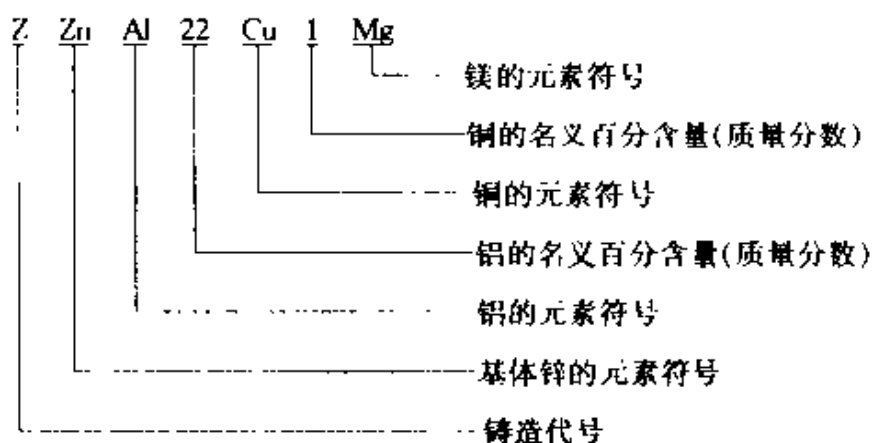 Z Zn Al 22 Cu 1 Mg
镁的元素符号
铜的名义百分含量(质量分数)
铜的元素符号
铝的名义百分含量(质量分数)
铝的元素符号
基体锌的元素符号
铸造代号